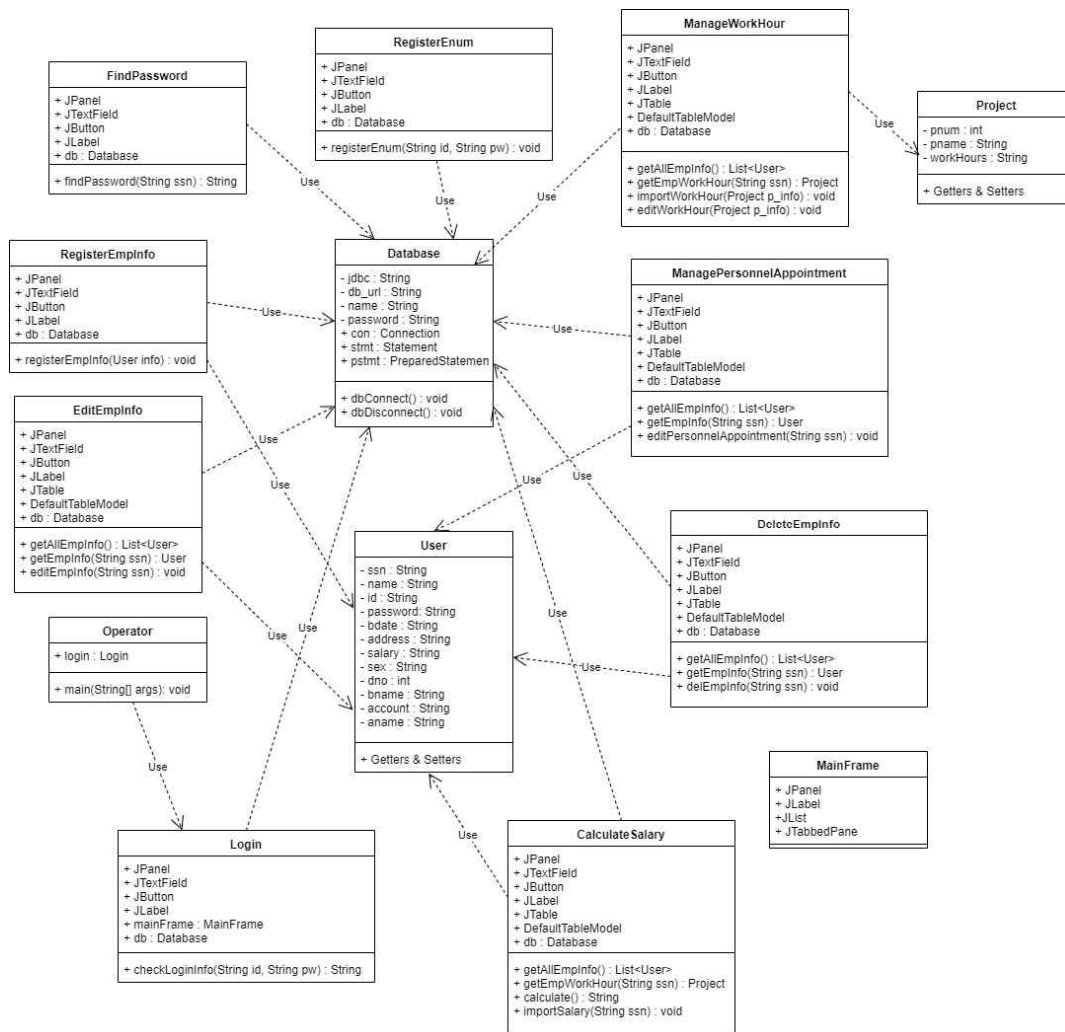 FindPassword
+ JPanel
+ JTextField
+ JButton
+ JLabel
+ db : Database
+ findPassword(String ssn) : String
RegisterEnum
+ JPanel
+ JTextField
+ JButton
+ JLabel
+ db : Database
+ registerEnum(String id, String pw) : void
ManageWorkHour
+ JPanel
+ JTextField
+ JButton
+ JLabel
+ JTable
+ DefaultTableModel
+ db : Database
+ getAllEmpInfo() : List<User>
+ getEmpWorkHour(String ssn) : Project
+ importWorkHour(Project p_info) : void
+ editWorkHour(Project p_info) : void
Use
Project
- pnum : int
- pname : String
- workHours : String
+ Getters & Setters
Use
Use
Use
RegisterEmpInfo
+ JPanel
+ JTextField
+ JButton
+ JLabel
+ db : Database
+ registerEmpInfo(User info) : void
Use
Database
- jdbc : String
- db_url : String
- name : String
- password : String
+ con : Connection
+ stmt : Statement
+ pstmt : PreparedStatemen
+ dbConnect() : void
+ dbDisconnect() : void
Use
ManagePersonnelAppointment
+ JPanel
+ JTextField
+ JButton
+ JLabel
+ JTable
+ DefaultTableModel
+ db : Database
+ getAllEmpInfo() : List<User>
+ getEmpInfo(String ssn) : User
+ editPersonnelAppointment(String ssn) : void
EditEmpInfo
+ JPanel
+ JTextField
+ JButton
+ JLabel
+ JTable
+ DefaultTableModel
+ db : Database
+ getAllEmpInfo() : List<User>
+ getEmpInfo(String ssn) : User
+ editEmpInfo(String ssn) : void
Use
Use
Use
Use
User
- ssn : String
- name : String
- id : String
- password: String
- bdate : String
- address : String
- salary : String
- sex : String
- dno : int
- bname : String
- account : String
- aname : String
+ Getters & Setters
DeleteEmpInfo
+ JPanel
+ JTextField
+ JButton
+ JLabel
+ JTable
+ DefaultTableModel
+ db : Database
+ getAllEmpInfo() : List<User>
+ getEmpInfo(String ssn) : User
+ delEmpInfo(String ssn) : void
Use
Use
Use
Operator
+ login : Login
+ main(String[] args): void
Use
Use
MainFrame
+ JPanel
+ JLabel
+JList
+ JTabbedPane
Login
+ JPanel
+ JTextField
+ JButton
+ JLabel
+ mainFrame : MainFrame
+ db : Database
+ checkLoginInfo(String id, String pw) : String
Use
CalculateSalary
+ JPanel
+ JTextField
+ JButton
+ JLabel
+ JTable
+ DefaultTableModel
+ db : Database
+ getAllEmpInfo() : List<User>
+ getEmpWorkHour(String ssn) : Project
+ calculate() : String
+ importSalary(String ssn) : void